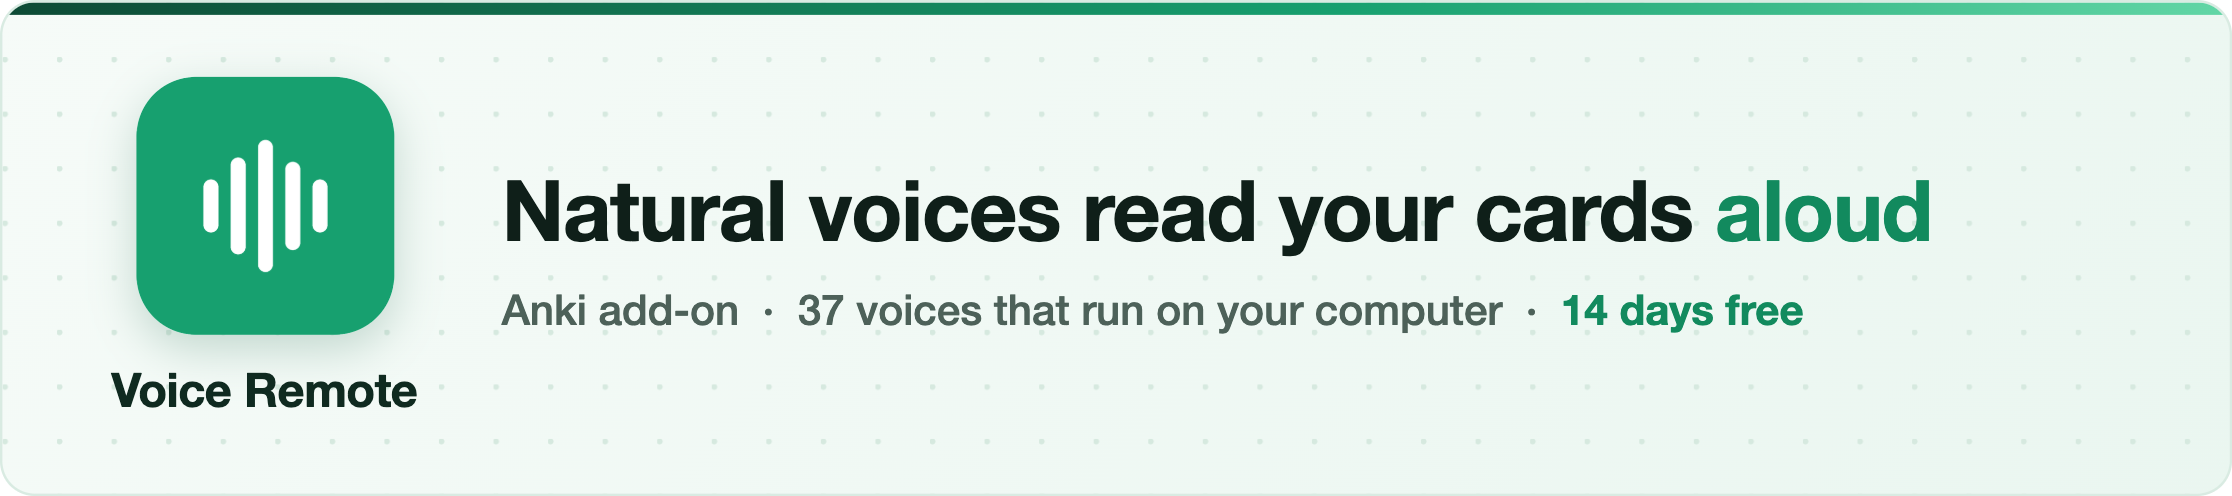 Natural voices read your cards aloud
Anki add-on · 37 voices that run on your computer · 14 days free
Voice Remote